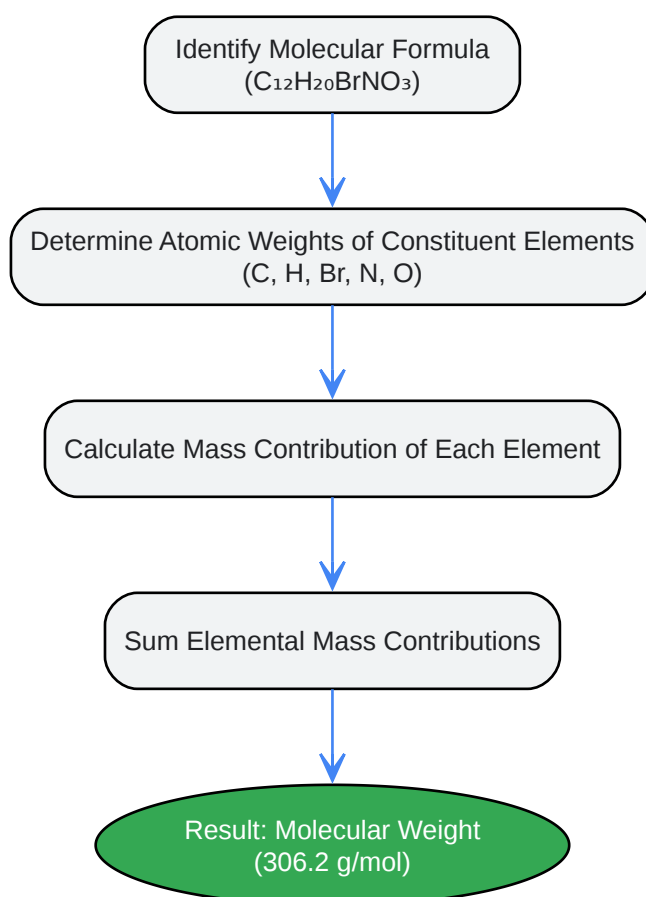 Identify Molecular Formula
(C₁₂H₂₀BrNO₃)
Determine Atomic Weights of Constituent Elements
(C, H, Br, N, O)
Calculate Mass Contribution of Each Element
Sum Elemental Mass Contributions
Result: Molecular Weight
(306.2 g/mol)